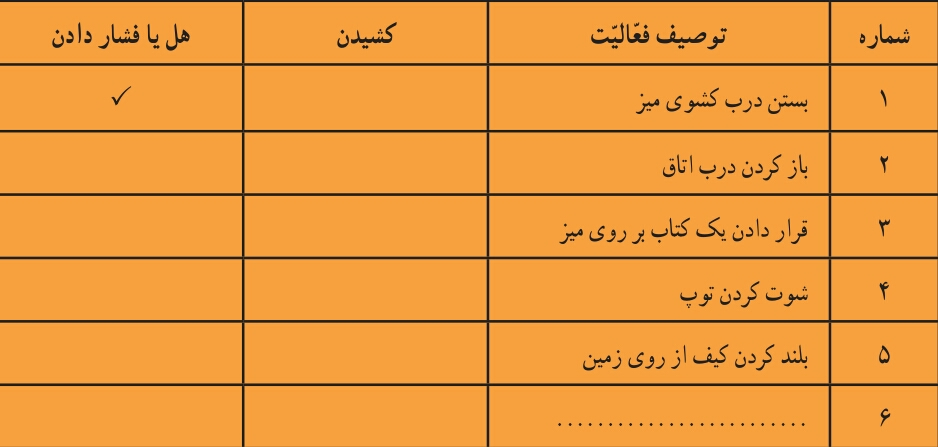 شماره توصیف فعّالیّت کشیدن هل یا فشار دادن
۱ بستن درب کشوی میز ✓
۲ باز کردن درب اتاق
۳ قرار دادن یک کتاب بر روی میز
۴ شوت کردن توپ
۵ بلند کردن کیف از روی زمین
۶ .........................